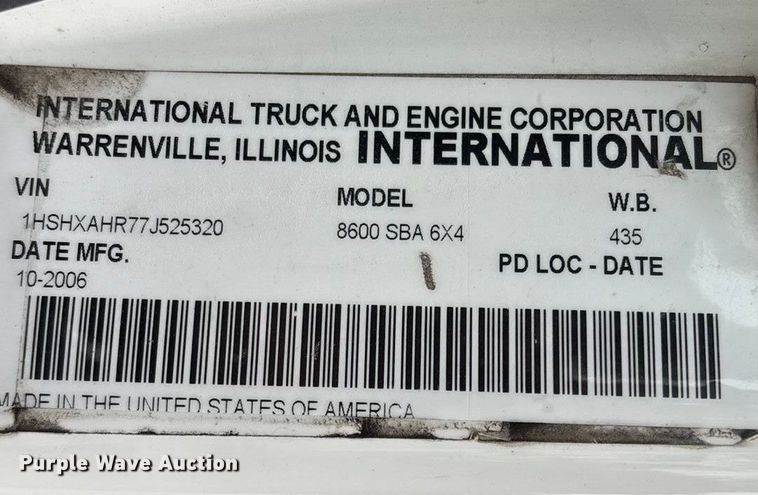 INTERNATIONAL TRUCK AND ENGINE CORPORATION
WARRENVILLE, ILLINOIS INTERNATIONAL®
VIN MODEL W.B.
1HSHXAHR77J525320 8600 SBA 6X4 435
DATE MFG. PD LOC - DATE
10-2006
MADE IN THE UNITED STATES OF AMERICA
Purple Wave Auction